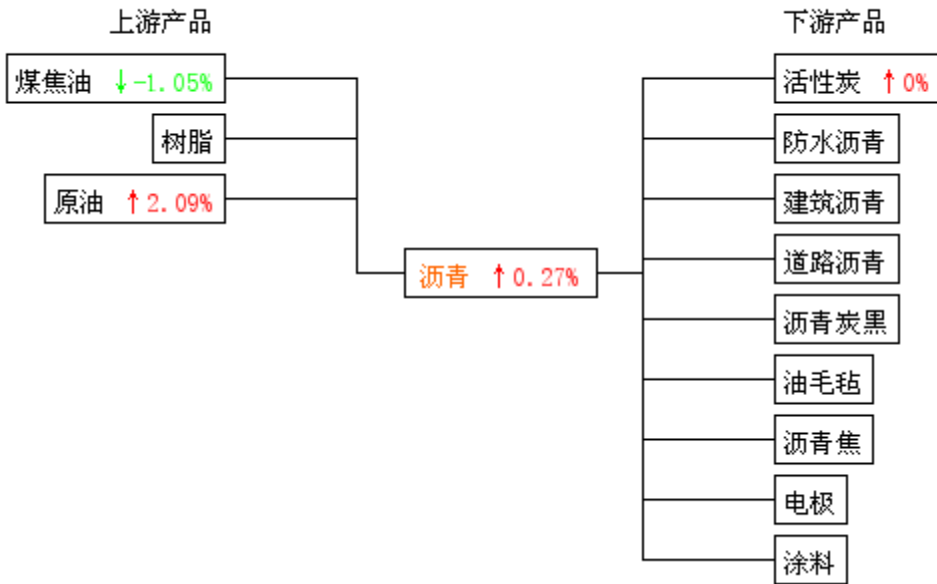 上游产品
下游产品
煤焦油 ↓-1.05%
活性炭 ↑0%
树脂
防水沥青
原油 ↑2.09%
建筑沥青
道路沥青
沥青 ↑0.27%
沥青炭黑
油毛毡
沥青焦
电极
涂料